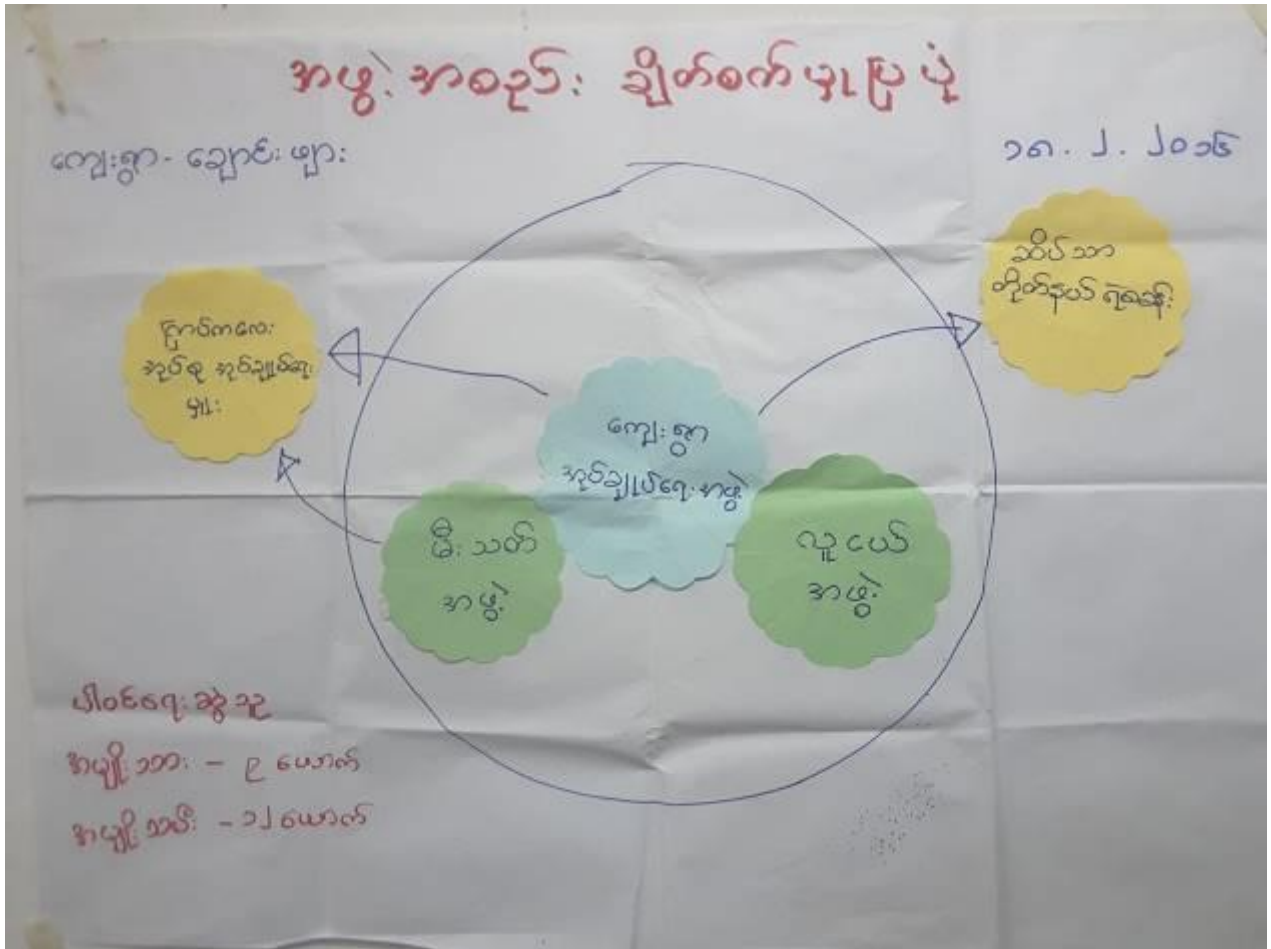 အဖွဲ့အစည်း ချိတ်ဆက်မှုပြပုံ
ကျေးရွာ - ချောင်းဖျား
၁၈.၂.၂၀၁၆
ဆိပ်သာ
တိုက်နယ် ရဲစခန်း
ကြာပ်ကလေး
အုပ်စု အုပ်ချုပ်ရေး
မှူး
ကျေးရွာ
အုပ်ချုပ်ရေးအဖွဲ့
မီးသတ်
အဖွဲ့
လူငယ်
အဖွဲ့
ပါဝင်ရေးဆွဲသူ
အမျိုးသား - ၉ ယောက်
အမျိုးသမီး - ၁၂ ယောက်